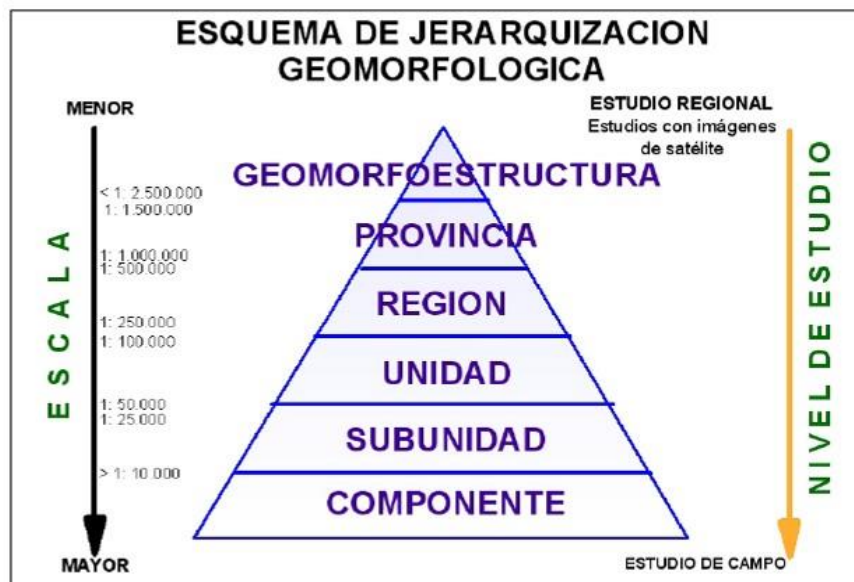 ESQUEMA DE JERARQUIZACION
GEOMORFOLOGICA
MENOR
ESTUDIO REGIONAL
Estudios con imágenes
de satélite
GEOMORFOESTRUCTURA
< 1: 2.500.000
1: 1.500.000
PROVINCIA
1: 1.000.000
1: 500.000
REGION
1: 250.000
1: 100.000
UNIDAD
1: 50.000
1: 25.000
SUBUNIDAD
> 1: 10.000
COMPONENTE
MAYOR
ESTUDIO DE CAMPO
ESCALA
NIVEL DE ESTUDIO